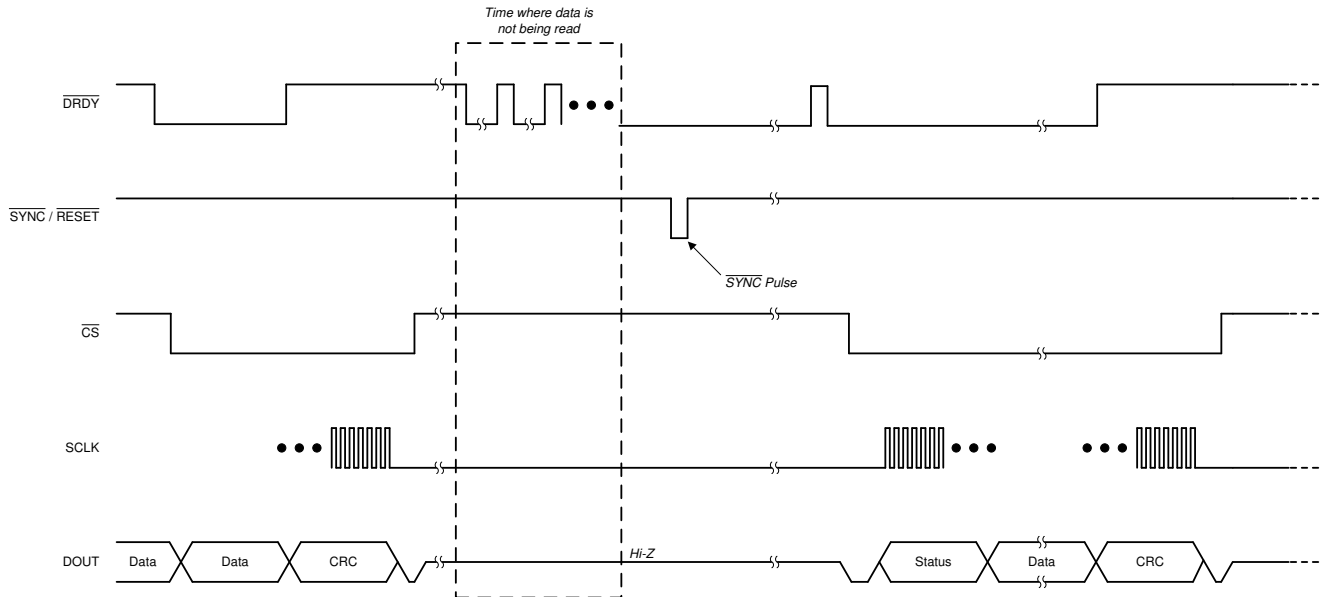 Time where data is
not being read
DRDY
SYNC / RESET
SYNC Pulse
CS
SCLK
DOUT
Data
Data
CRC
Hi-Z
Status
Data
CRC